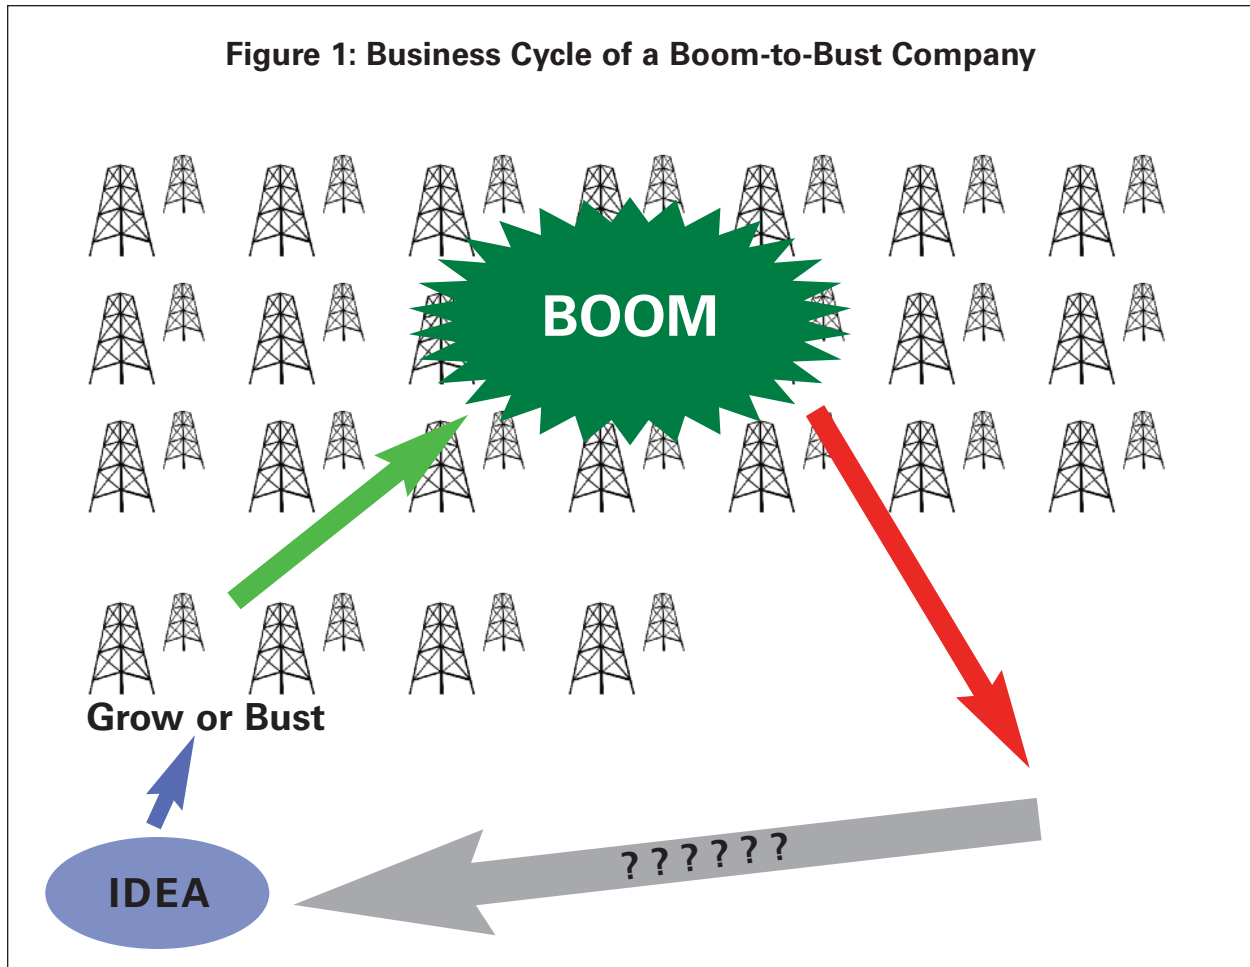 Figure 1: Business Cycle of a Boom-to-Bust Company
BOOM
Grow or Bust
? ? ? ? ? ?
IDEA